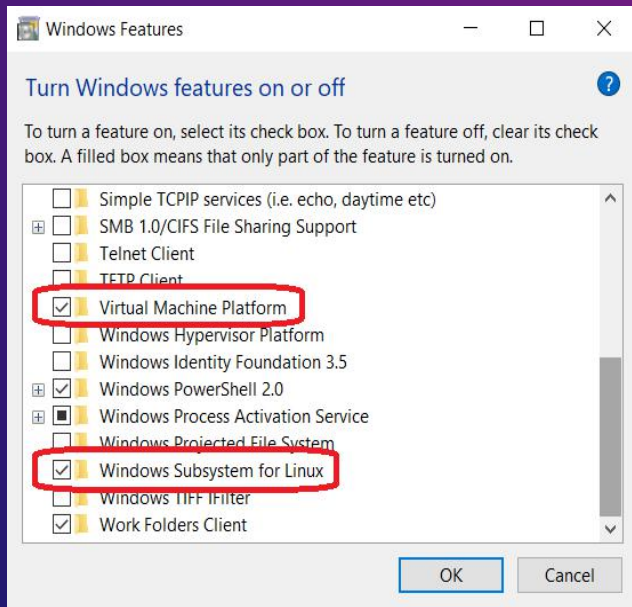 Windows Features
Turn Windows features on or off
To turn a feature on, select its check box. To turn a feature off, clear its check
box. A filled box means that only part of the feature is turned on.
Simple TCPIP services (i.e. echo, daytime etc)
SMB 1.0/CIFS File Sharing Support
Telnet Client
TFTP Client
Virtual Machine Platform
Windows Hypervisor Platform
Windows Identity Foundation 3.5
Windows PowerShell 2.0
Windows Process Activation Service
Windows Projected File System
Windows Subsystem for Linux
Windows TIFF IFilter
Work Folders Client
OK Cancel